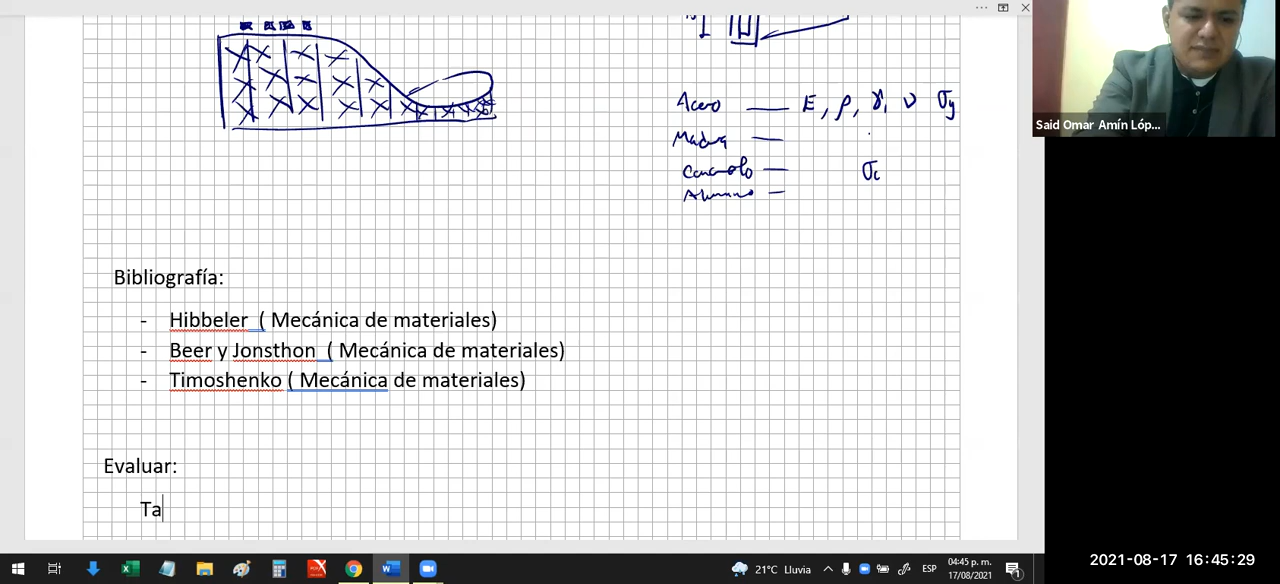 Said Omar Amín Lóp...
Acero — E, ρ, γ, ν σy
Madera —
Concreto — σc
Aluminio —
Bibliografía:
- Hibbeler ( Mecánica de materiales)
- Beer y Jonsthon ( Mecánica de materiales)
- Timoshenko ( Mecánica de materiales)
Evaluar:
Ta
21°C Lluvia
ESP
04:45 p. m.
17/08/2021
2021-08-17 16:45:29